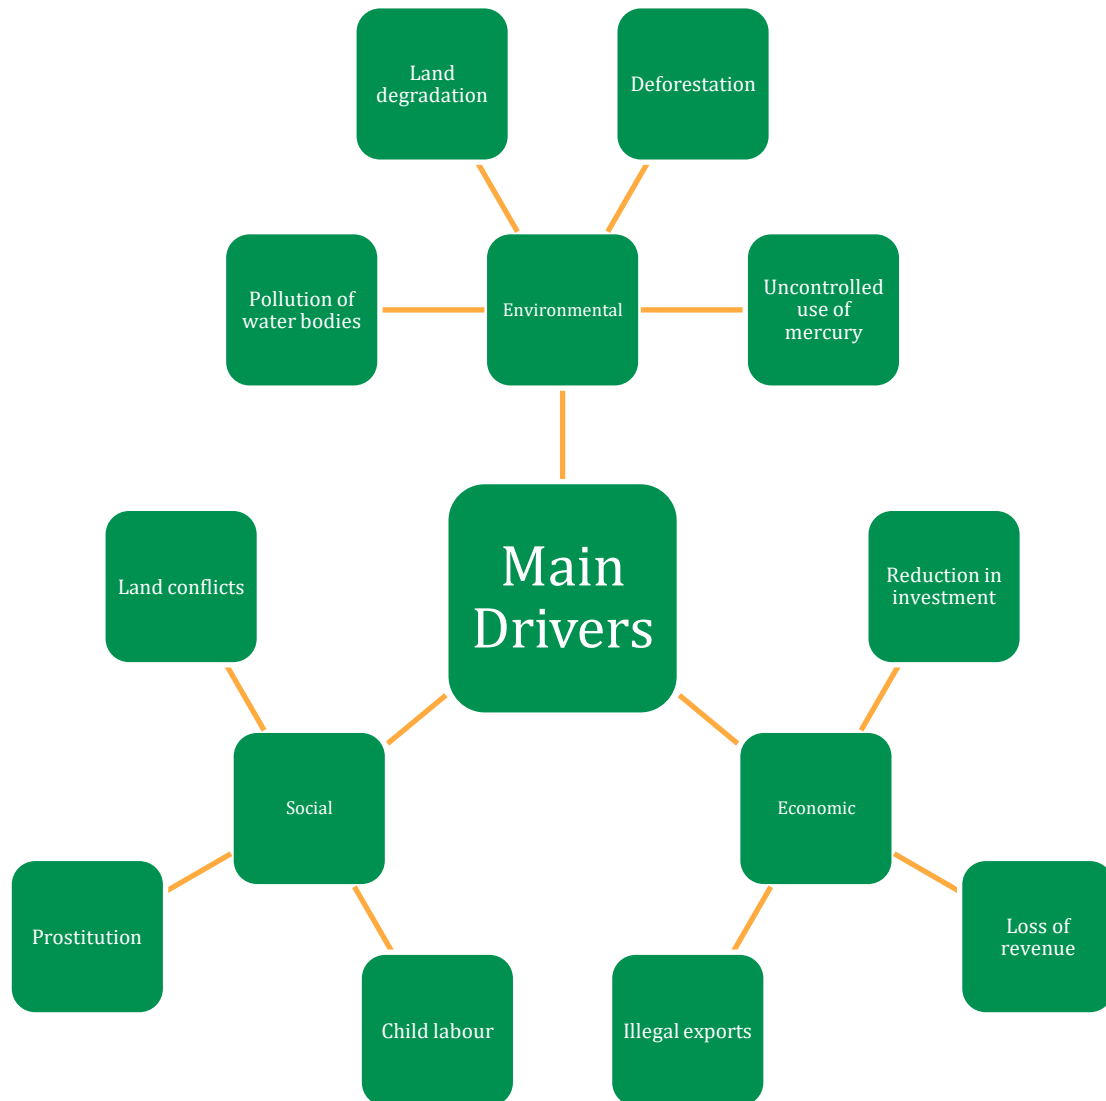 Land
degradation
Deforestation
Pollution of
water bodies
Environmental
Uncontrolled
use of
mercury
Main
Drivers
Land conflicts
Reduction in
investment
Social
Economic
Prostitution
Loss of
revenue
Child labour
Illegal exports